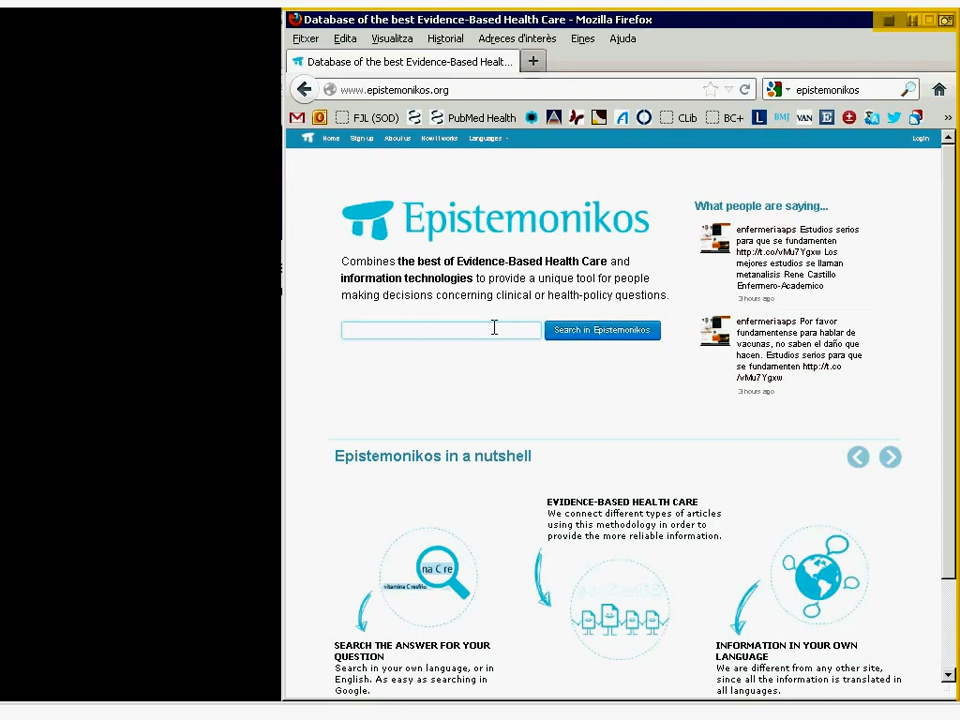 Database of the best Evidence-Based Health Care - Mozilla Firefox
Fitxer Edita Visualitza Historial Adreces d'interès Eines Ajuda
Database of the best Evidence-Based Healt... +
www.epistemonikos.org epistemonikos
FJL (SOD) PubMed Health CLib BC+ L BMJ VAN E »
Home Sign up About us How it works Languages Login
Epistemonikos
Combines the best of Evidence-Based Health Care and
information technologies to provide a unique tool for people
making decisions concerning clinical or health-policy questions.
Search in Epistemonikos
What people are saying...
enfermeriaaps Estudios serios
para que se fundamenten
http://t.co/vMu7Ygxw Los
mejores estudios se llaman
metanalisis Rene Castillo
Enfermero-Academico
3 hours ago
enfermeriaaps Por favor
fundamentense para hablar de
vacunas, no saben el daño que
hacen. Estudios serios para que
se fundamenten http://t.co
/vMu7Ygxw
3 hours ago
Epistemonikos in a nutshell
na C re
SEARCH THE ANSWER FOR YOUR
QUESTION
Search in your own language, or in
English. As easy as searching in
Google.
EVIDENCE-BASED HEALTH CARE
We connect different types of articles
using this methodology in order to
provide the more reliable information.
INFORMATION IN YOUR OWN
LANGUAGE
We are different from any other site,
since all the information is translated in
all languages.